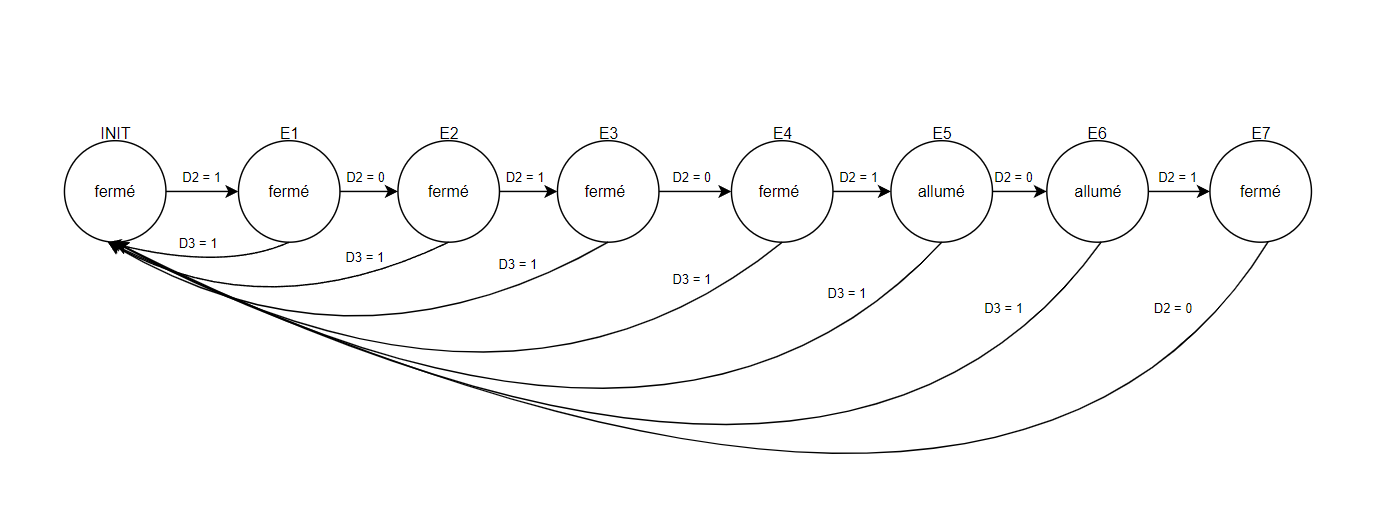 INIT
E1
E2
E3
E4
E5
E6
E7
fermé
D2 = 1
fermé
D2 = 0
fermé
D2 = 1
fermé
D2 = 0
fermé
D2 = 1
allumé
D2 = 0
allumé
D2 = 1
fermé
D3 = 1
D3 = 1
D3 = 1
D3 = 1
D3 = 1
D3 = 1
D2 = 0